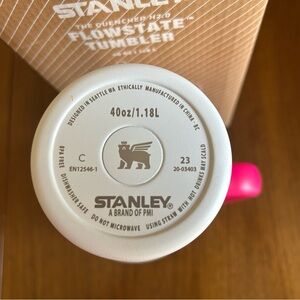 STANLEY
THE QUENCHER H2.0
FLOWSTATE™
TUMBLER
DESIGNED IN SEATTLE WA ETHICALLY MANUFACTURED IN CHINA
40oz/1.18L
BPA FREE
C
EN12546-1
23
20-03403
STANLEY®
A BRAND OF PMI
DISHWASHER SAFE DO NOT MICROWAVE USING STRAW WITH HOT DRINKS MAY SCALD